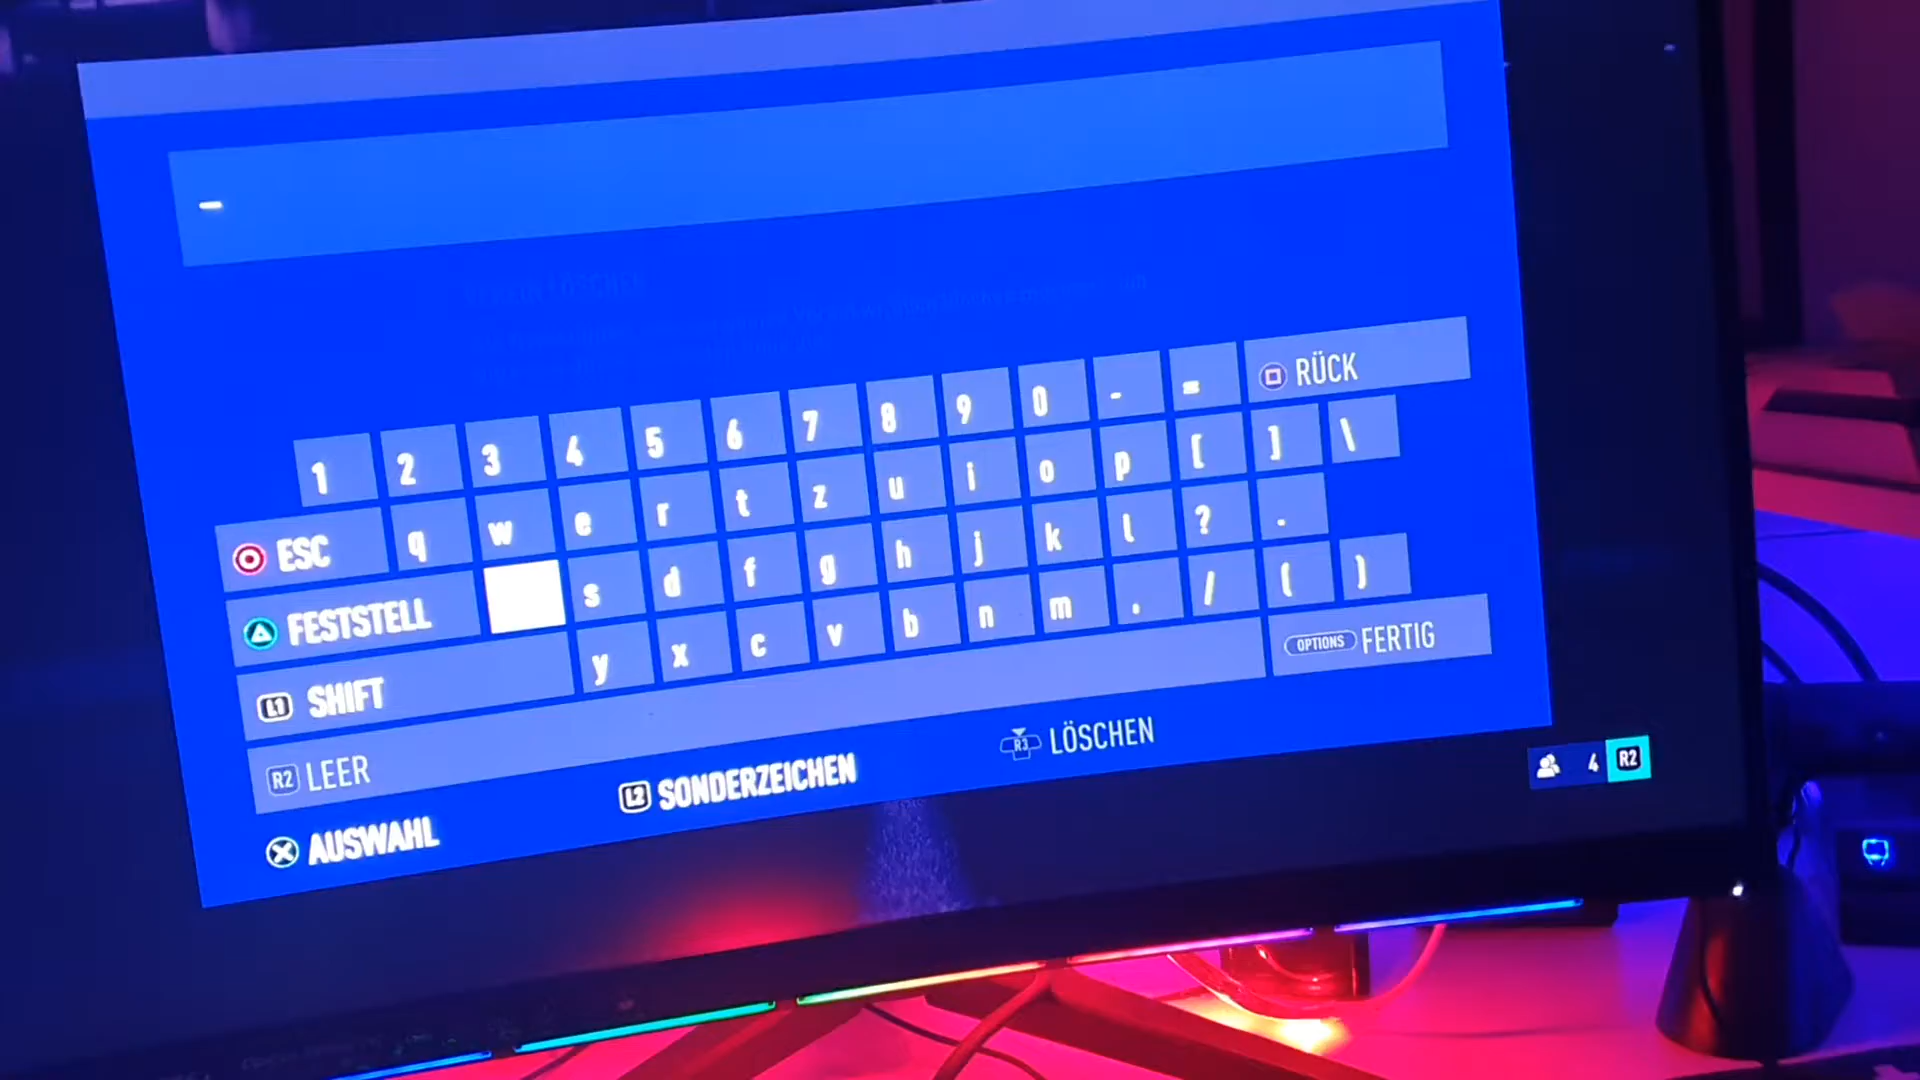 –
1 2 3 4 5 6 7 8 9 0 - = RÜCK
ESC q w e r t z u i o p [ ] \
FESTSTELL s d f g h j k l ? .
SHIFT y x c v b n m . / ( )
R2 LEER OPTIONS FERTIG
AUSWAHL L2 SONDERZEICHEN R3 LÖSCHEN
4 R2